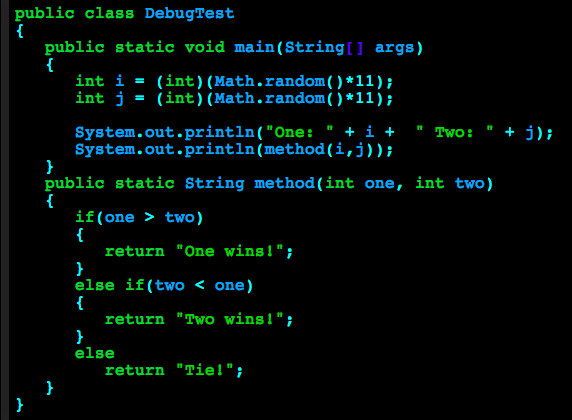 public class DebugTest
{
public static void main(String[] args)
{
int i = (int)(Math.random()*11);
int j = (int)(Math.random()*11);
System.out.println("One: " + i +  " Two: " + j);
System.out.println(method(i,j));
}
public static String method(int one, int two)
{
if(one > two)
{
return "One wins!";
}
else if(two < one)
{
return "Two wins!";
}
else
return "Tie!";
}
}